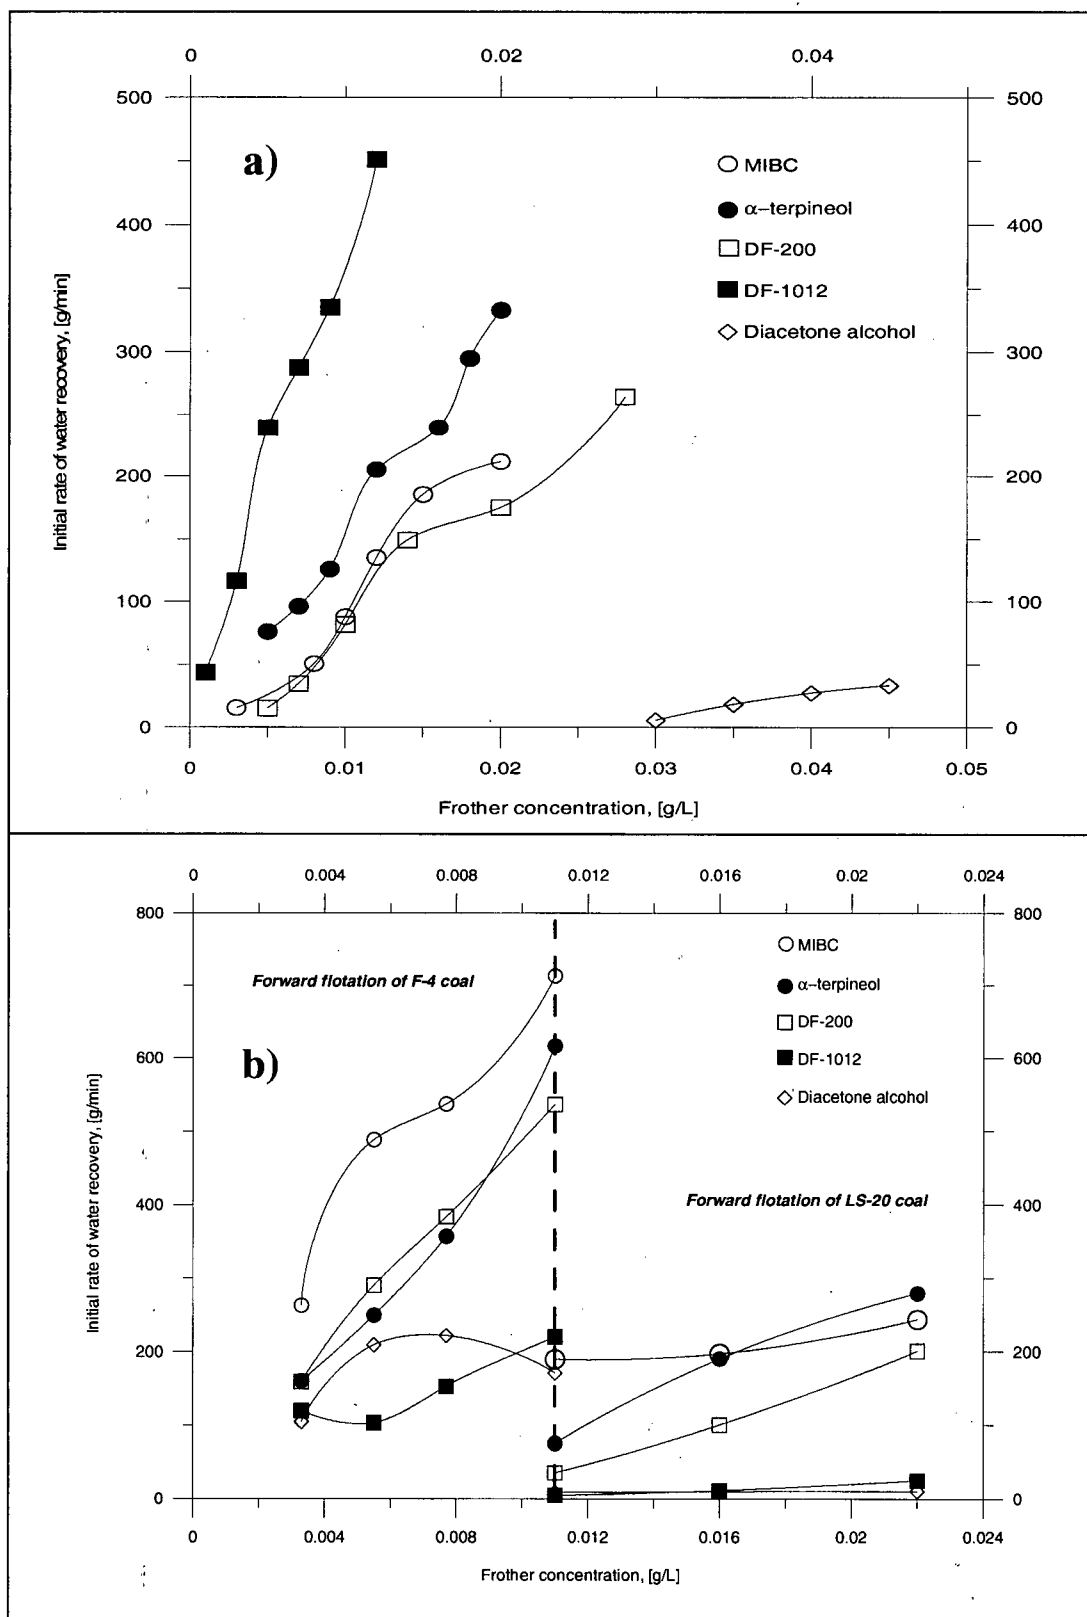 0 0.02 0.04
500 500
a)
MIBC
α–terpineol
DF-200
DF-1012
Diacetone alcohol
400 400
300 300
200 200
100 100
0 0
Initial rate of water recovery, [g/min]
0 0.01 0.02 0.03 0.04 0.05
Frother concentration, [g/L]
0 0.004 0.008 0.012 0.016 0.02 0.024
800 800
Forward flotation of F-4 coal
b)
MIBC
α–terpineol
DF-200
DF-1012
Diacetone alcohol
600 600
Forward flotation of LS-20 coal
400 400
200 200
0 0
Initial rate of water recovery, [g/min]
0 0.004 0.008 0.012 0.016 0.02 0.024
Frother concentration, [g/L]